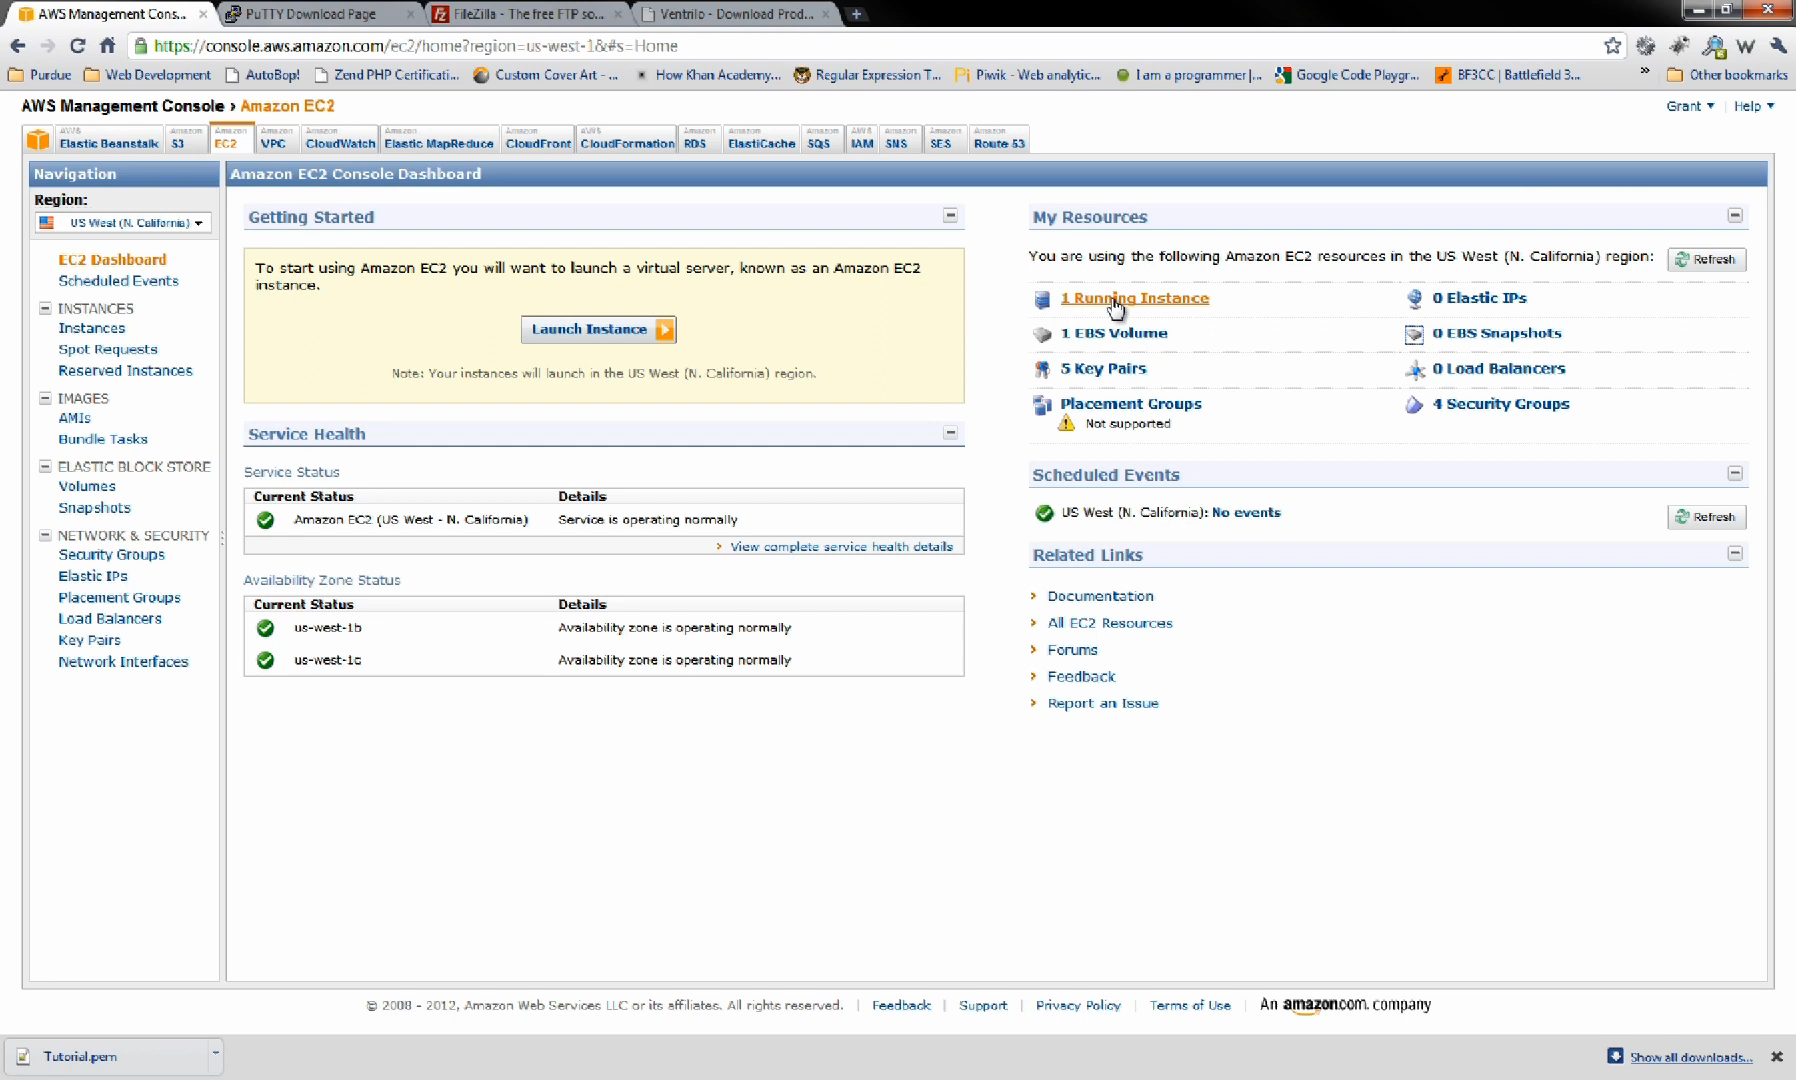 AWS Management Cons...
PuTTY Download Page
FileZilla - The free FTP so...
Ventrilo - Download Prod...
https://console.aws.amazon.com/ec2/home?region=us-west-1&#s=Home
Purdue
Web Development
AutoBop!
Zend PHP Certificati...
Custom Cover Art - ...
How Khan Academy...
Regular Expression T...
Piwik - Web analytic...
I am a programmer |...
Google Code Playgr...
BF3CC | Battlefield 3...
»
Other bookmarks
AWS Management Console › Amazon EC2
Grant
Help
AWS Elastic Beanstalk
Amazon S3
Amazon EC2
Amazon VPC
Amazon CloudWatch
Amazon Elastic MapReduce
Amazon CloudFront
AWS CloudFormation
Amazon RDS
Amazon ElastiCache
Amazon SQS
AWS IAM
Amazon SNS
Amazon SES
Amazon Route 53
Navigation
Region:
US West (N. California)
EC2 Dashboard
Scheduled Events
INSTANCES
Instances
Spot Requests
Reserved Instances
IMAGES
AMIs
Bundle Tasks
ELASTIC BLOCK STORE
Volumes
Snapshots
NETWORK & SECURITY
Security Groups
Elastic IPs
Placement Groups
Load Balancers
Key Pairs
Network Interfaces
Amazon EC2 Console Dashboard
Getting Started
To start using Amazon EC2 you will want to launch a virtual server, known as an Amazon EC2
instance.
Launch Instance
Note: Your instances will launch in the US West (N. California) region.
Service Health
Service Status
Current Status Details
Amazon EC2 (US West - N. California) Service is operating normally
View complete service health details
Availability Zone Status
Current Status Details
us-west-1b Availability zone is operating normally
us-west-1c Availability zone is operating normally
My Resources
You are using the following Amazon EC2 resources in the US West (N. California) region:
Refresh
1 Running Instance
0 Elastic IPs
1 EBS Volume
0 EBS Snapshots
5 Key Pairs
0 Load Balancers
Placement Groups
Not supported
4 Security Groups
Scheduled Events
US West (N. California): No events
Refresh
Related Links
Documentation
All EC2 Resources
Forums
Feedback
Report an Issue
© 2008 - 2012, Amazon Web Services LLC or its affiliates. All rights reserved. | Feedback | Support | Privacy Policy | Terms of Use | An amazon.com company
Tutorial.pem
Show all downloads...